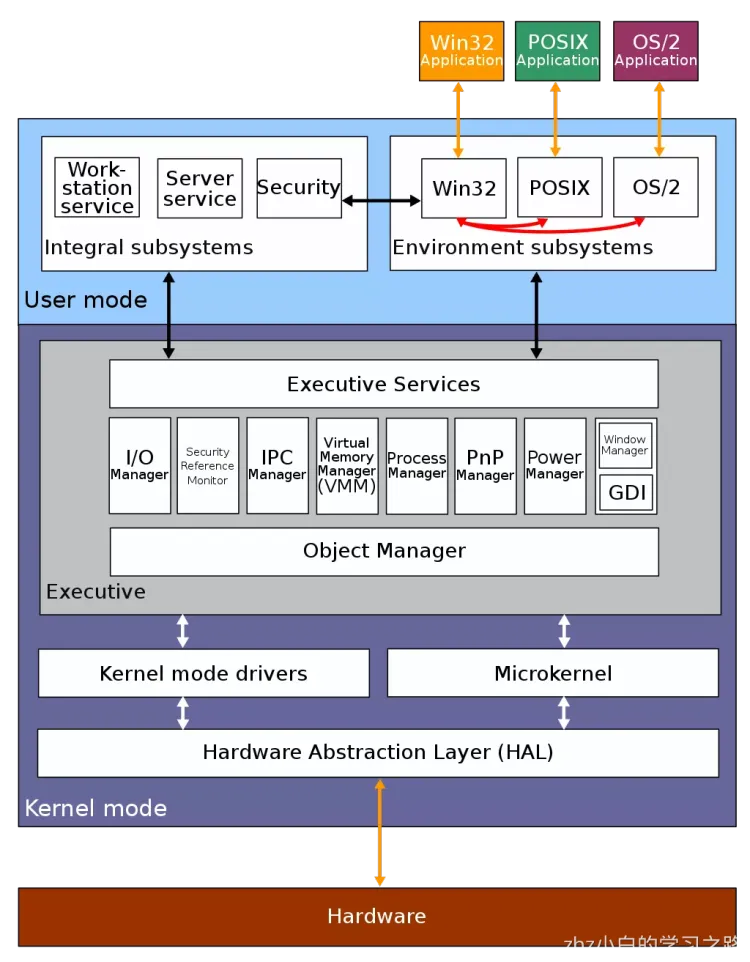 Win32
Application
POSIX
Application
OS/2
Application
Work-
station
service
Server
service
Security
Integral subsystems
Win32
POSIX
OS/2
Environment subsystems
User mode
Executive Services
I/O
Manager
Security
Reference
Monitor
IPC
Manager
Virtual
Memory
Manager
(VMM)
Process
Manager
PnP
Manager
Power
Manager
Window
Manager
GDI
Object Manager
Executive
Kernel mode drivers
Microkernel
Hardware Abstraction Layer (HAL)
Kernel mode
Hardware
zhz小白的学习之路